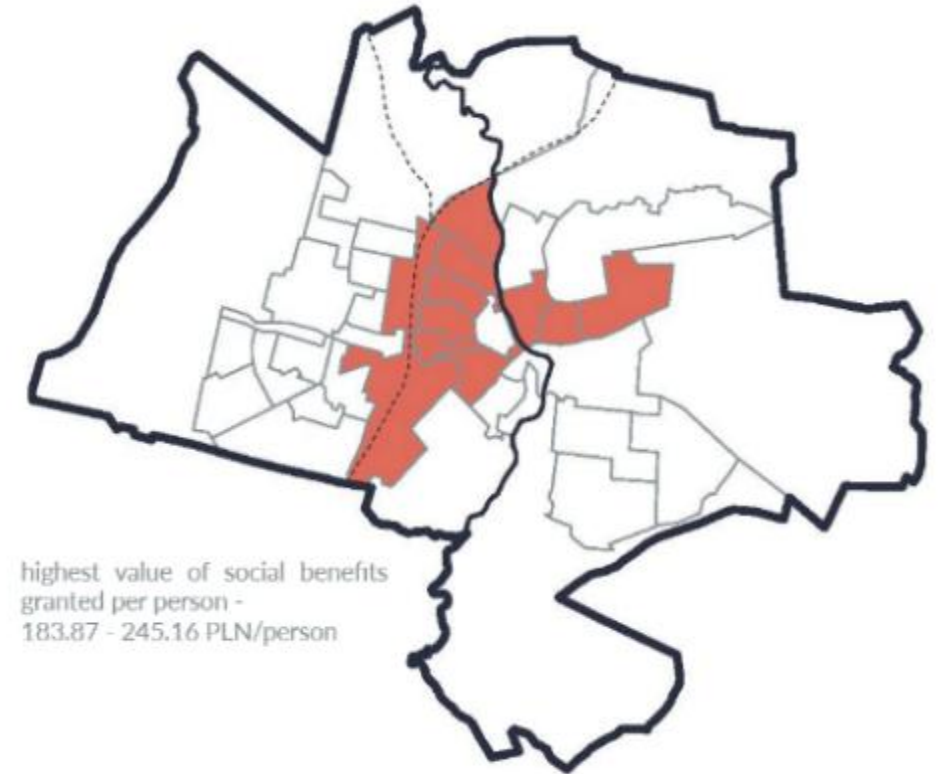 highest value of social benefits
granted per person -
183.87 - 245.16 PLN/person